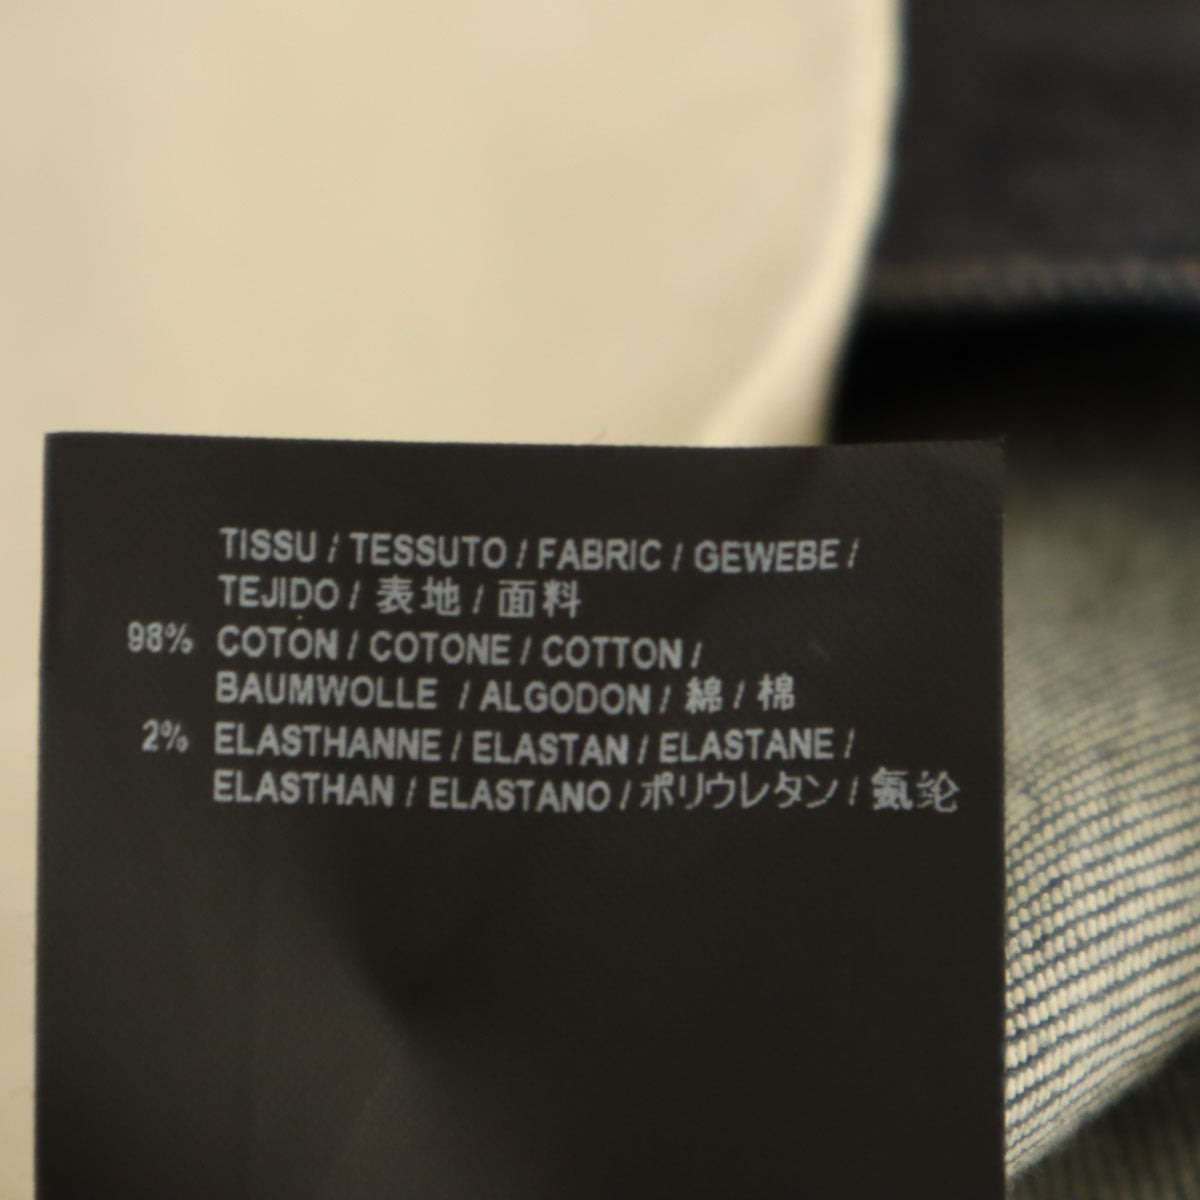 TISSU / TESSUTO / FABRIC / GEWEBE /
TEJIDO / 表地 / 面料
98% COTON / COTONE / COTTON /
BAUMWOLLE / ALGODON / 綿 / 棉
2% ELASTHANNE / ELASTAN / ELASTANE /
ELASTHAN / ELASTANO / ポリウレタン / 氨纶